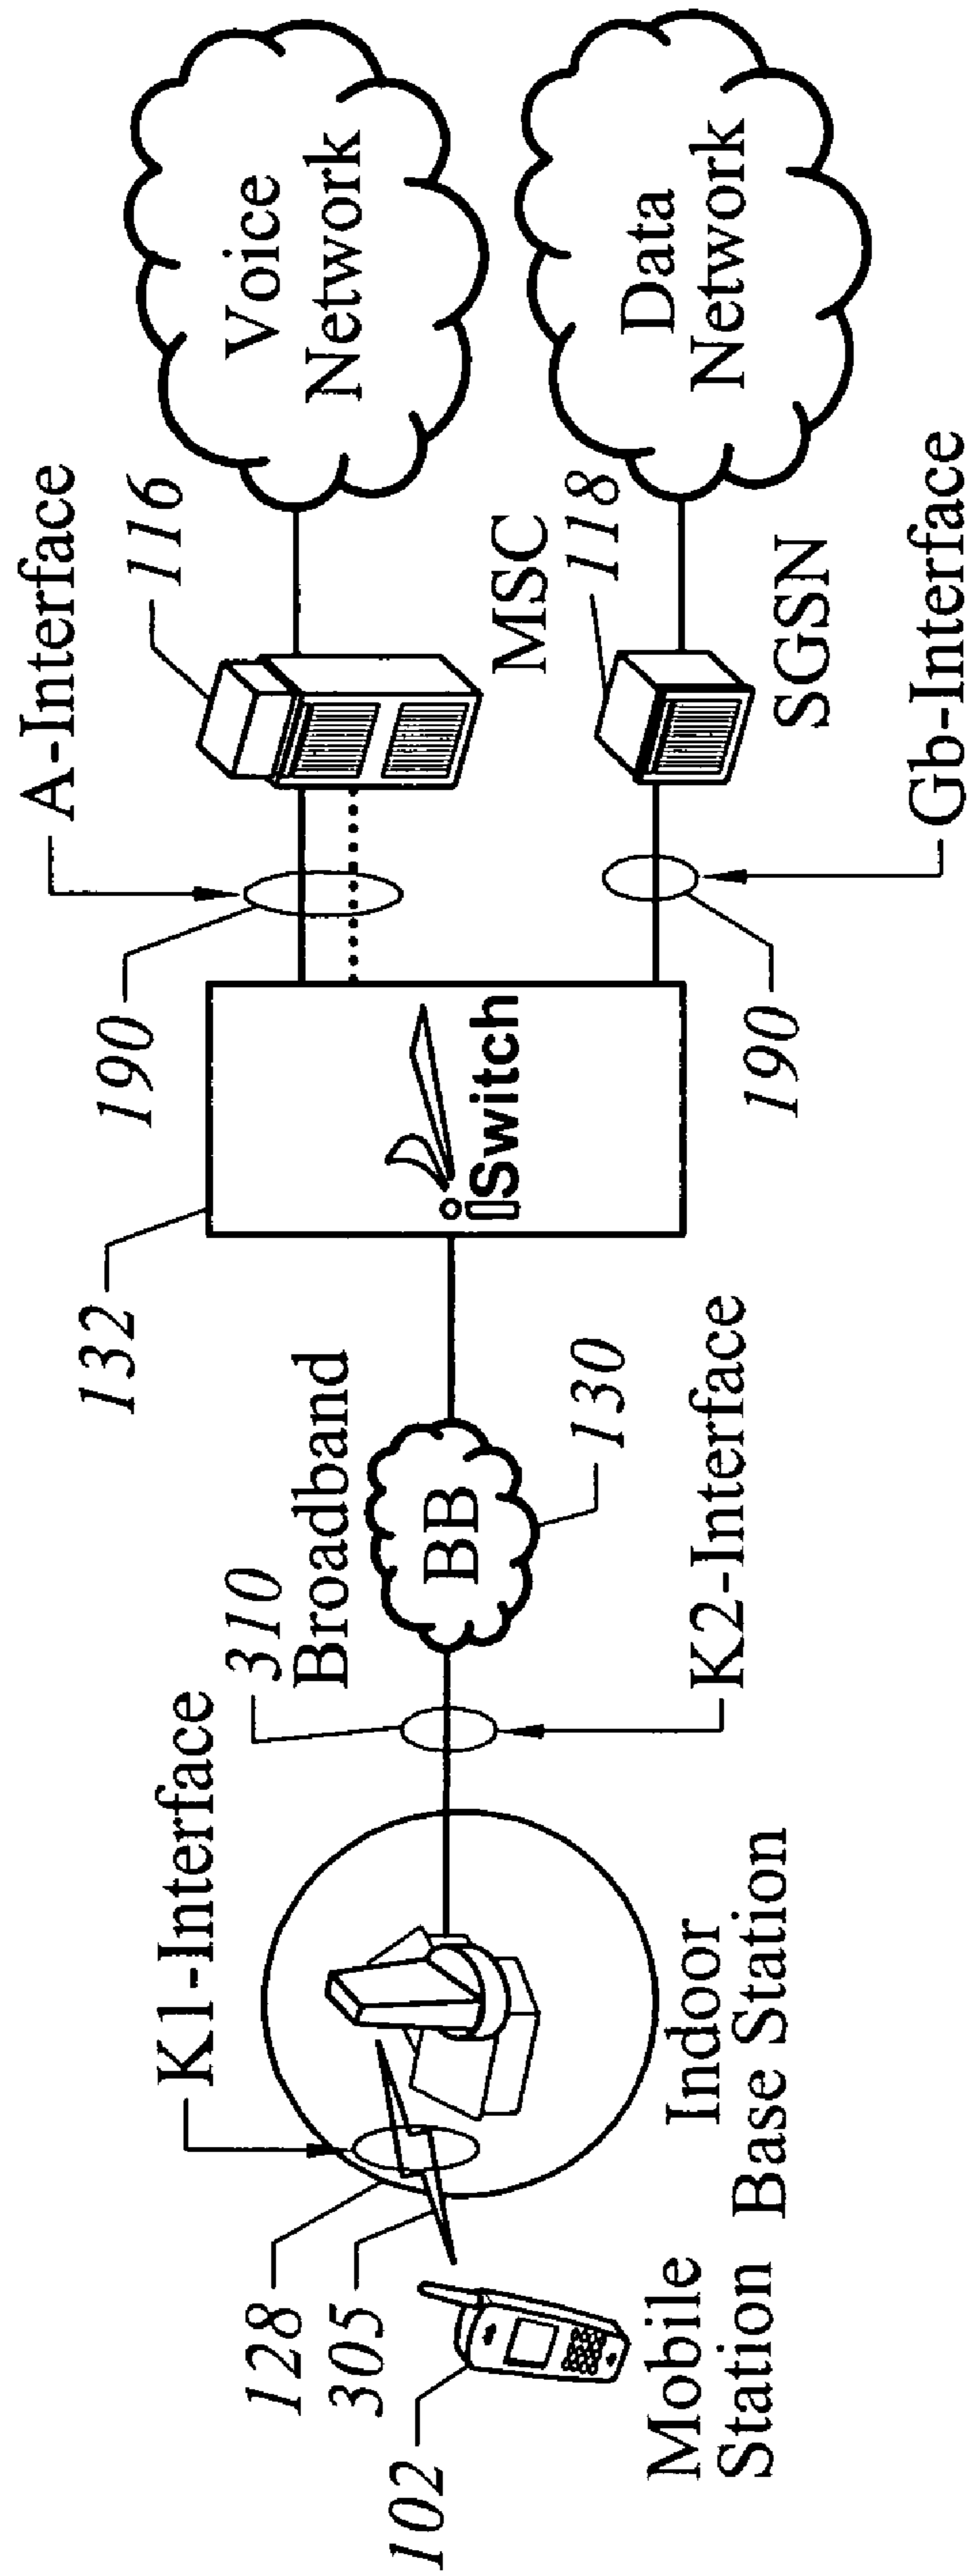 102
Mobile
Station
128
305
K1-Interface
Indoor
Base Station
310
Broadband
BB
130
K2-Interface
132
iSwitch
190
A-Interface
116
MSC
Voice
Network
190
Gb-Interface
118
SGSN
Data
Network